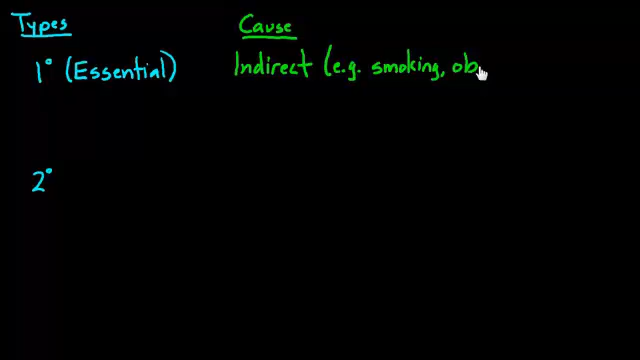 Types Cause
1° (Essential) Indirect (e.g. smoking, ob
2°